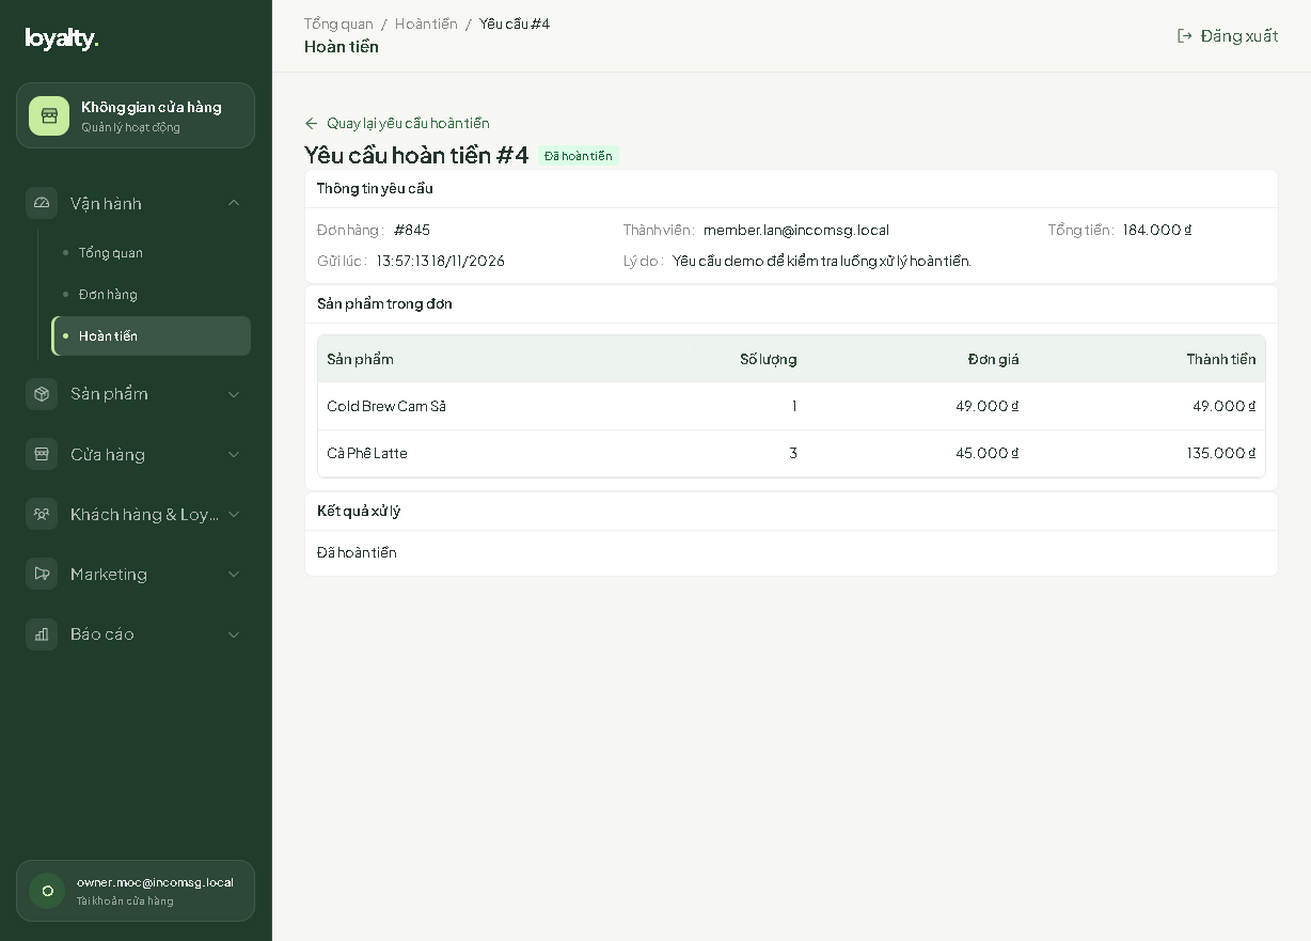 loyalty.
Không gian cửa hàng
Quản lý hoạt động
Vận hành
Tổng quan
Đơn hàng
Hoàn tiền
Sản phẩm
Cửa hàng
Khách hàng & Loy...
Marketing
Báo cáo
owner.moc@incomsg.local
Tài khoản cửa hàng
Tổng quan / Hoàn tiền / Yêu cầu #4
Hoàn tiền
Đăng xuất
Quay lại yêu cầu hoàn tiền
Yêu cầu hoàn tiền #4 Đã hoàn tiền
Thông tin yêu cầu
Đơn hàng : #845 Thành viên : member.lan@incomsg.local Tổng tiền : 184.000 ₫
Gửi lúc : 13:57:13 18/11/2026 Lý do : Yêu cầu demo để kiểm tra luồng xử lý hoàn tiền.
Sản phẩm trong đơn
Sản phẩm Số lượng Đơn giá Thành tiền
Cold Brew Cam Sả 1 49.000 ₫ 49.000 ₫
Cà Phê Latte 3 45.000 ₫ 135.000 ₫
Kết quả xử lý
Đã hoàn tiền